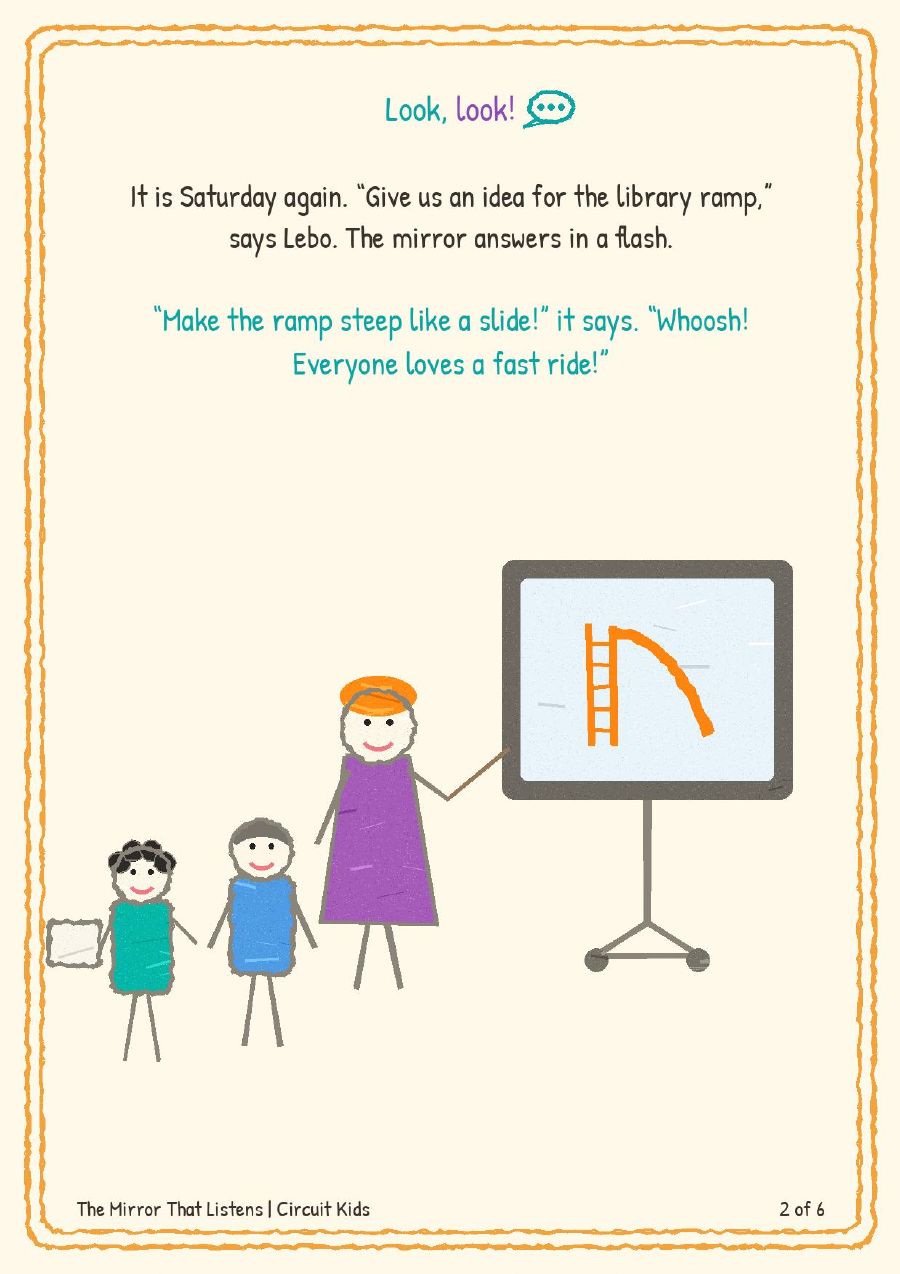 Look, look!
It is Saturday again. “Give us an idea for the library ramp,”
says Lebo. The mirror answers in a flash.
“Make the ramp steep like a slide!” it says. “Whoosh!
Everyone loves a fast ride!”
The Mirror That Listens | Circuit Kids
2 of 6